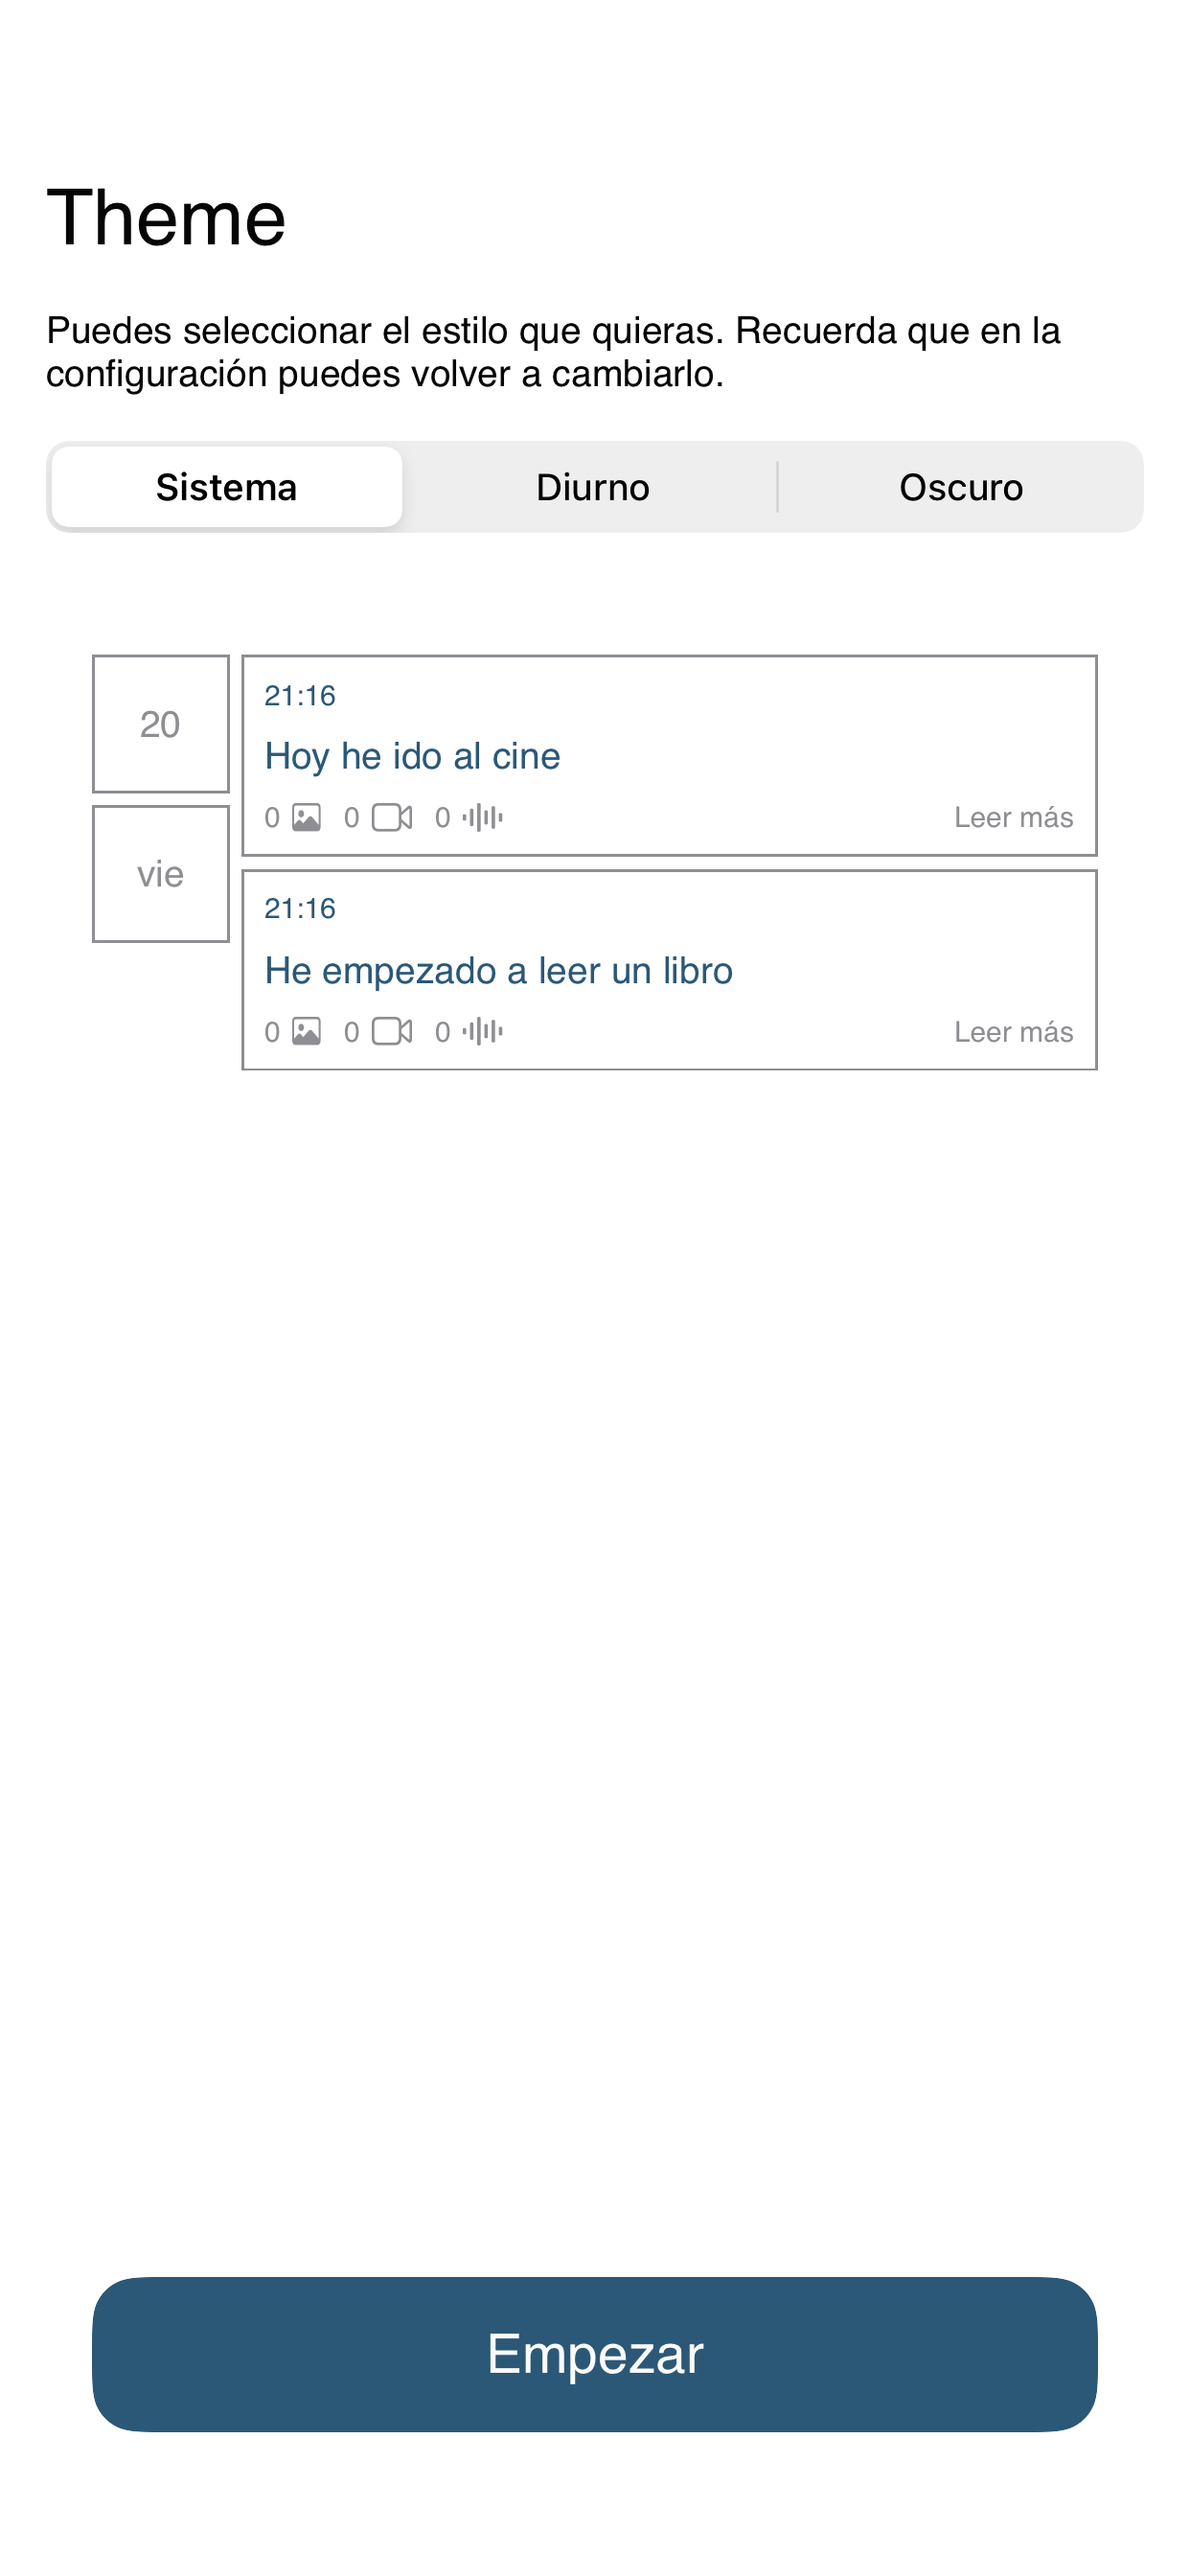 Theme
Puedes seleccionar el estilo que quieras. Recuerda que en la
configuración puedes volver a cambiarlo.
Sistema Diurno Oscuro
20
vie
21:16
Hoy he ido al cine
0 0 0 Leer más
21:16
He empezado a leer un libro
0 0 0 Leer más
Empezar